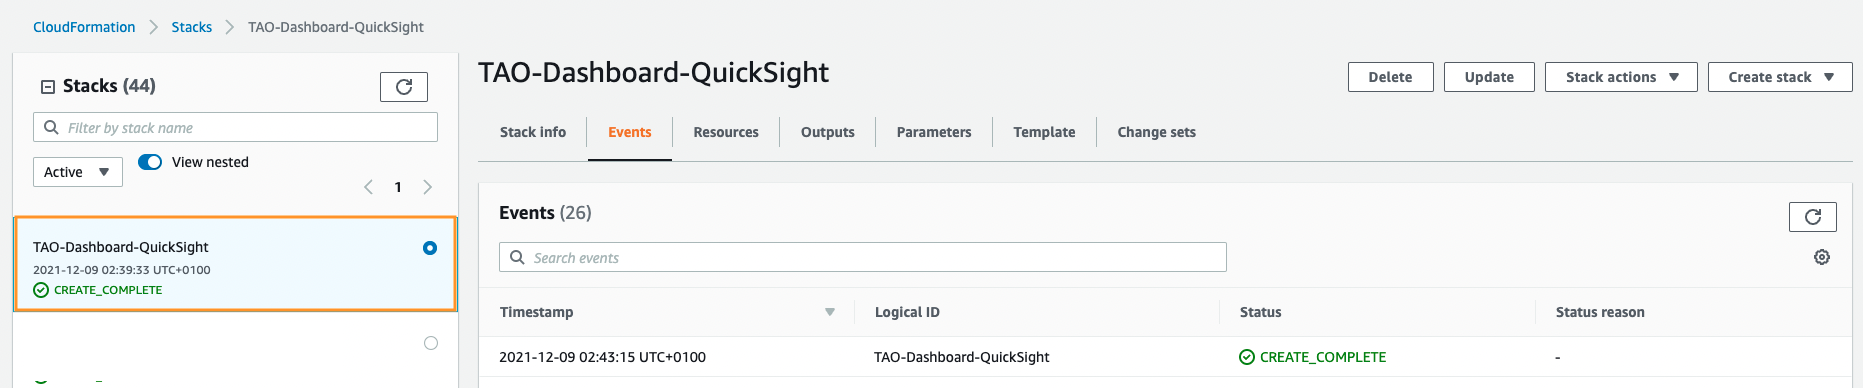 CloudFormation > Stacks > TAO-Dashboard-QuickSight
Stacks (44)
Filter by stack name
Active View nested
1
TAO-Dashboard-QuickSight
2021-12-09 02:39:33 UTC+0100
CREATE_COMPLETE
TAO-Dashboard-QuickSight
Delete Update Stack actions Create stack
Stack info Events Resources Outputs Parameters Template Change sets
Events (26)
Search events
Timestamp Logical ID Status Status reason
2021-12-09 02:43:15 UTC+0100 TAO-Dashboard-QuickSight CREATE_COMPLETE -